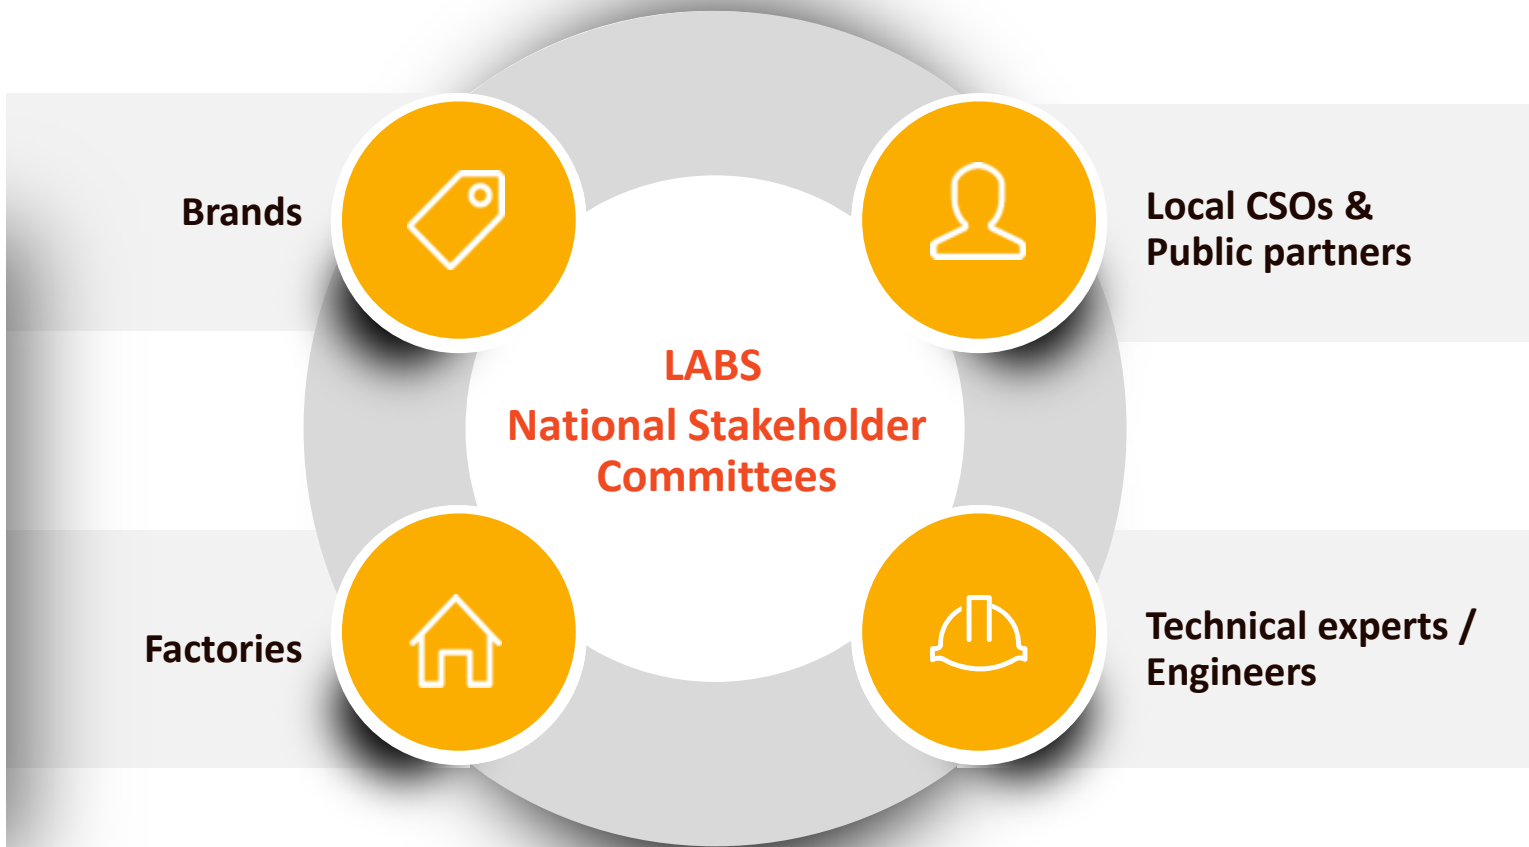 Brands
Local CSOs &
Public partners
LABS
National Stakeholder
Committees
Factories
Technical experts /
Engineers